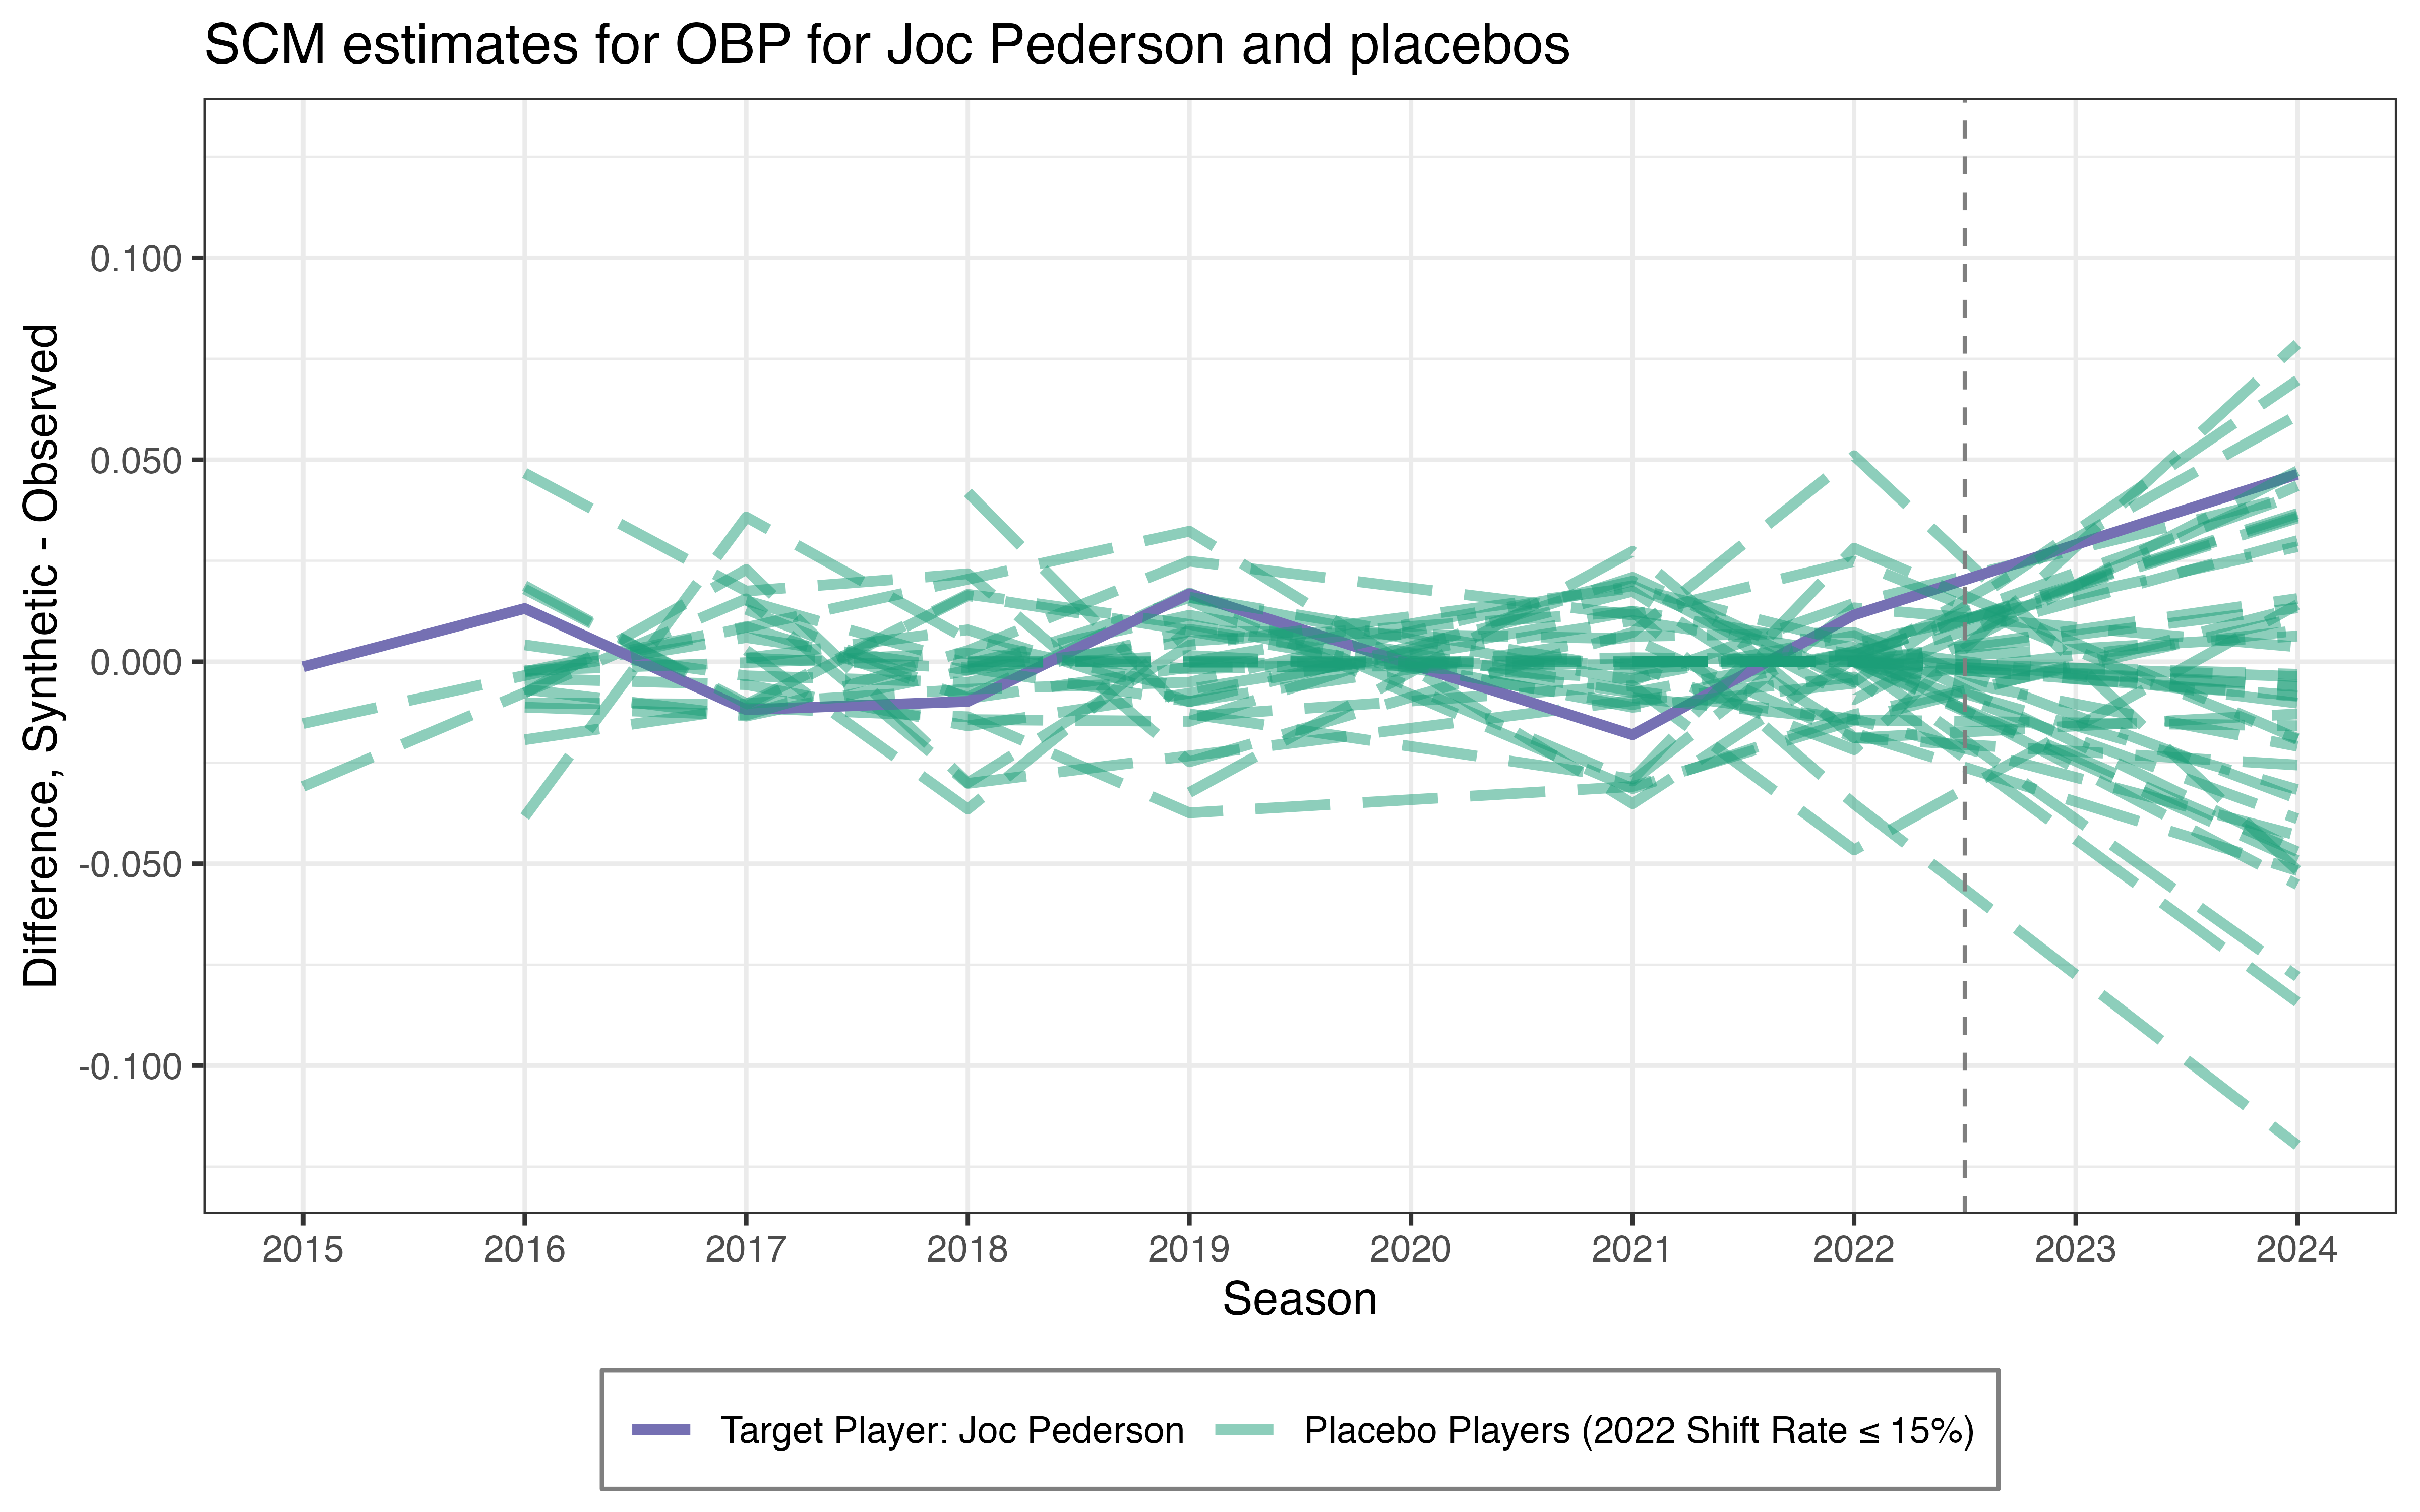 SCM estimates for OBP for Joc Pederson and placebos
Difference, Synthetic - Observed
0.100
0.050
0.000
-0.050
-0.100
2015 2016 2017 2018 2019 2020 2021 2022 2023 2024
Season
Target Player: Joc Pederson Placebo Players (2022 Shift Rate ≤ 15%)